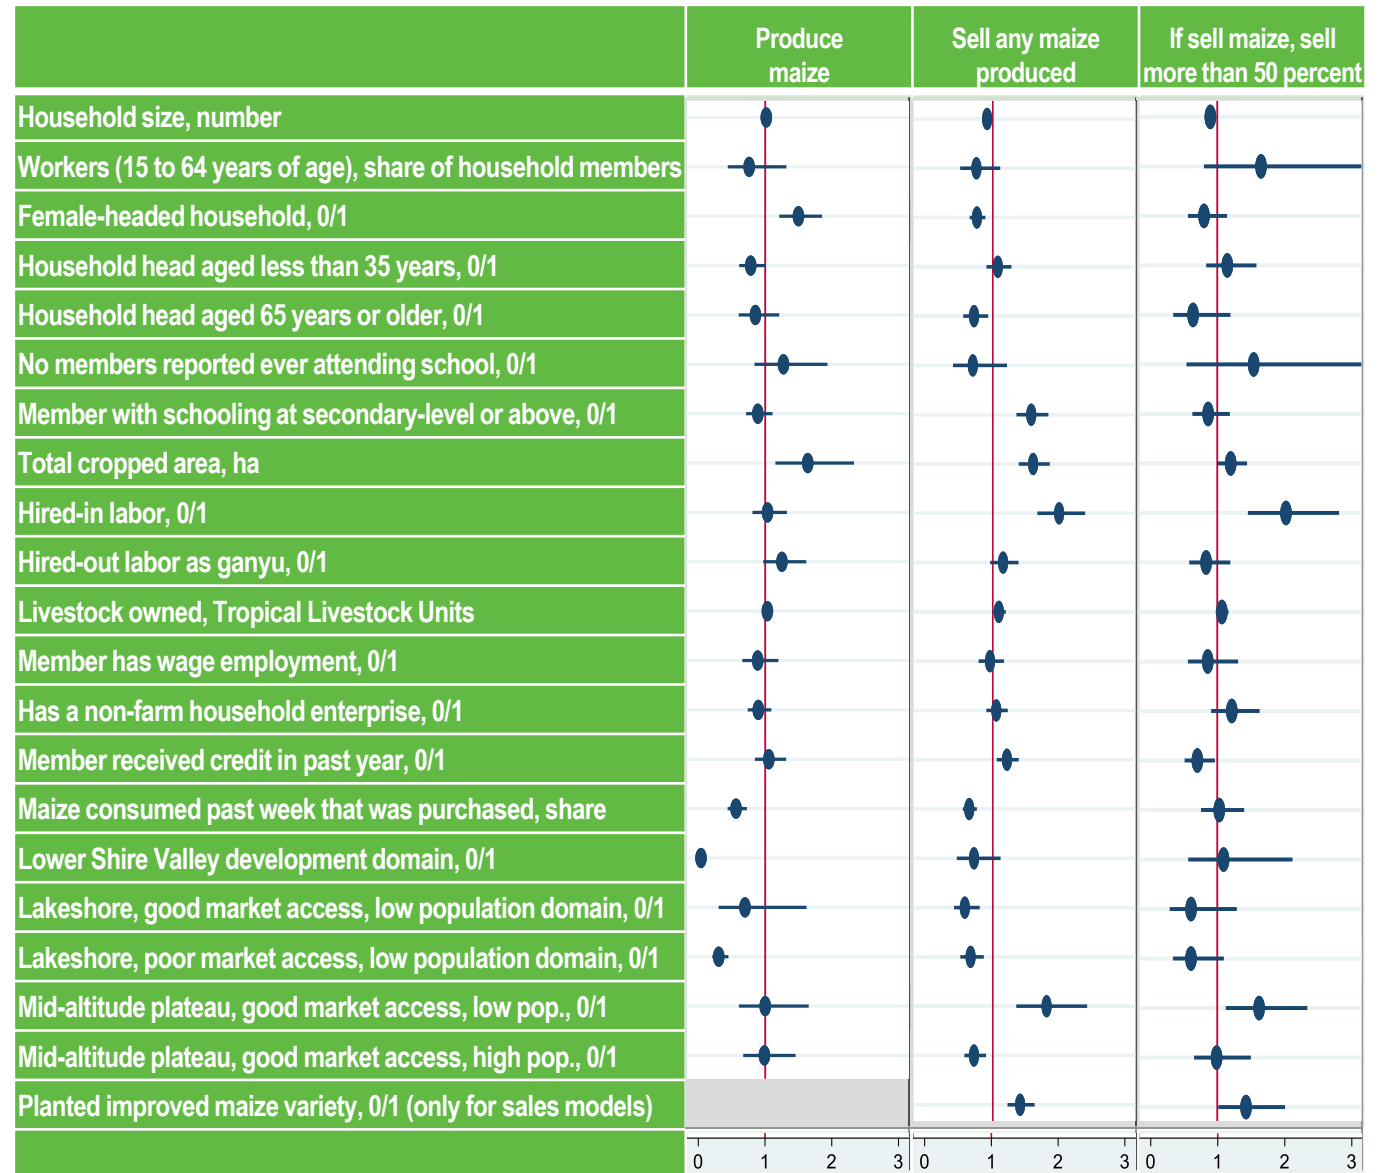 Produce
maize
Sell any maize
produced
If sell maize, sell
more than 50 percent
Household size, number
Workers (15 to 64 years of age), share of household members
Female-headed household, 0/1
Household head aged less than 35 years, 0/1
Household head aged 65 years or older, 0/1
No members reported ever attending school, 0/1
Member with schooling at secondary-level or above, 0/1
Total cropped area, ha
Hired-in labor, 0/1
Hired-out labor as ganyu, 0/1
Livestock owned, Tropical Livestock Units
Member has wage employment, 0/1
Has a non-farm household enterprise, 0/1
Member received credit in past year, 0/1
Maize consumed past week that was purchased, share
Lower Shire Valley development domain, 0/1
Lakeshore, good market access, low population domain, 0/1
Lakeshore, poor market access, low population domain, 0/1
Mid-altitude plateau, good market access, low pop., 0/1
Mid-altitude plateau, good market access, high pop., 0/1
Planted improved maize variety, 0/1 (only for sales models)
0 1 2 3 0 1 2 3 0 1 2 3